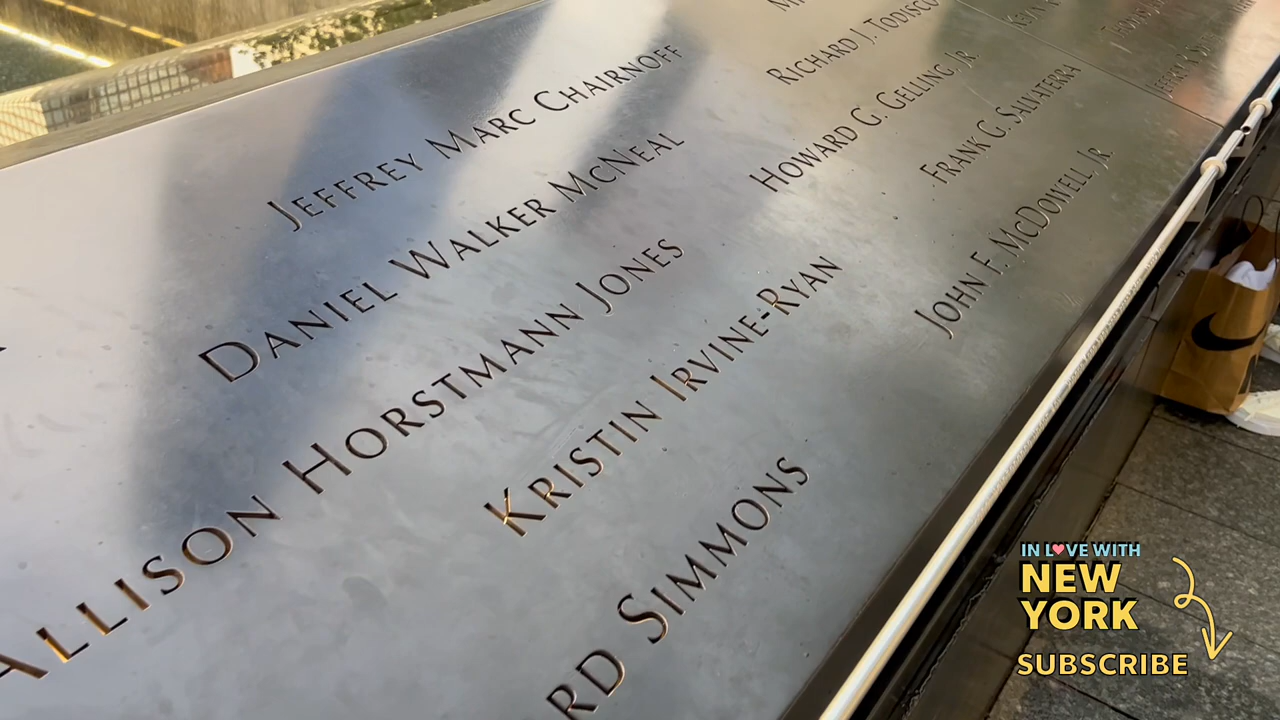 Jeffrey Marc Chairnoff
Daniel Walker McNeal
Allison Horstmann Jones
Kristin Irvine-Ryan
RD Simmons
Richard J. Todisco
Howard G. Gelling, Jr
Frank G. Salvaterra
John F. McDowell, Jr.
IN LOVE WITH
NEW
YORK
SUBSCRIBE